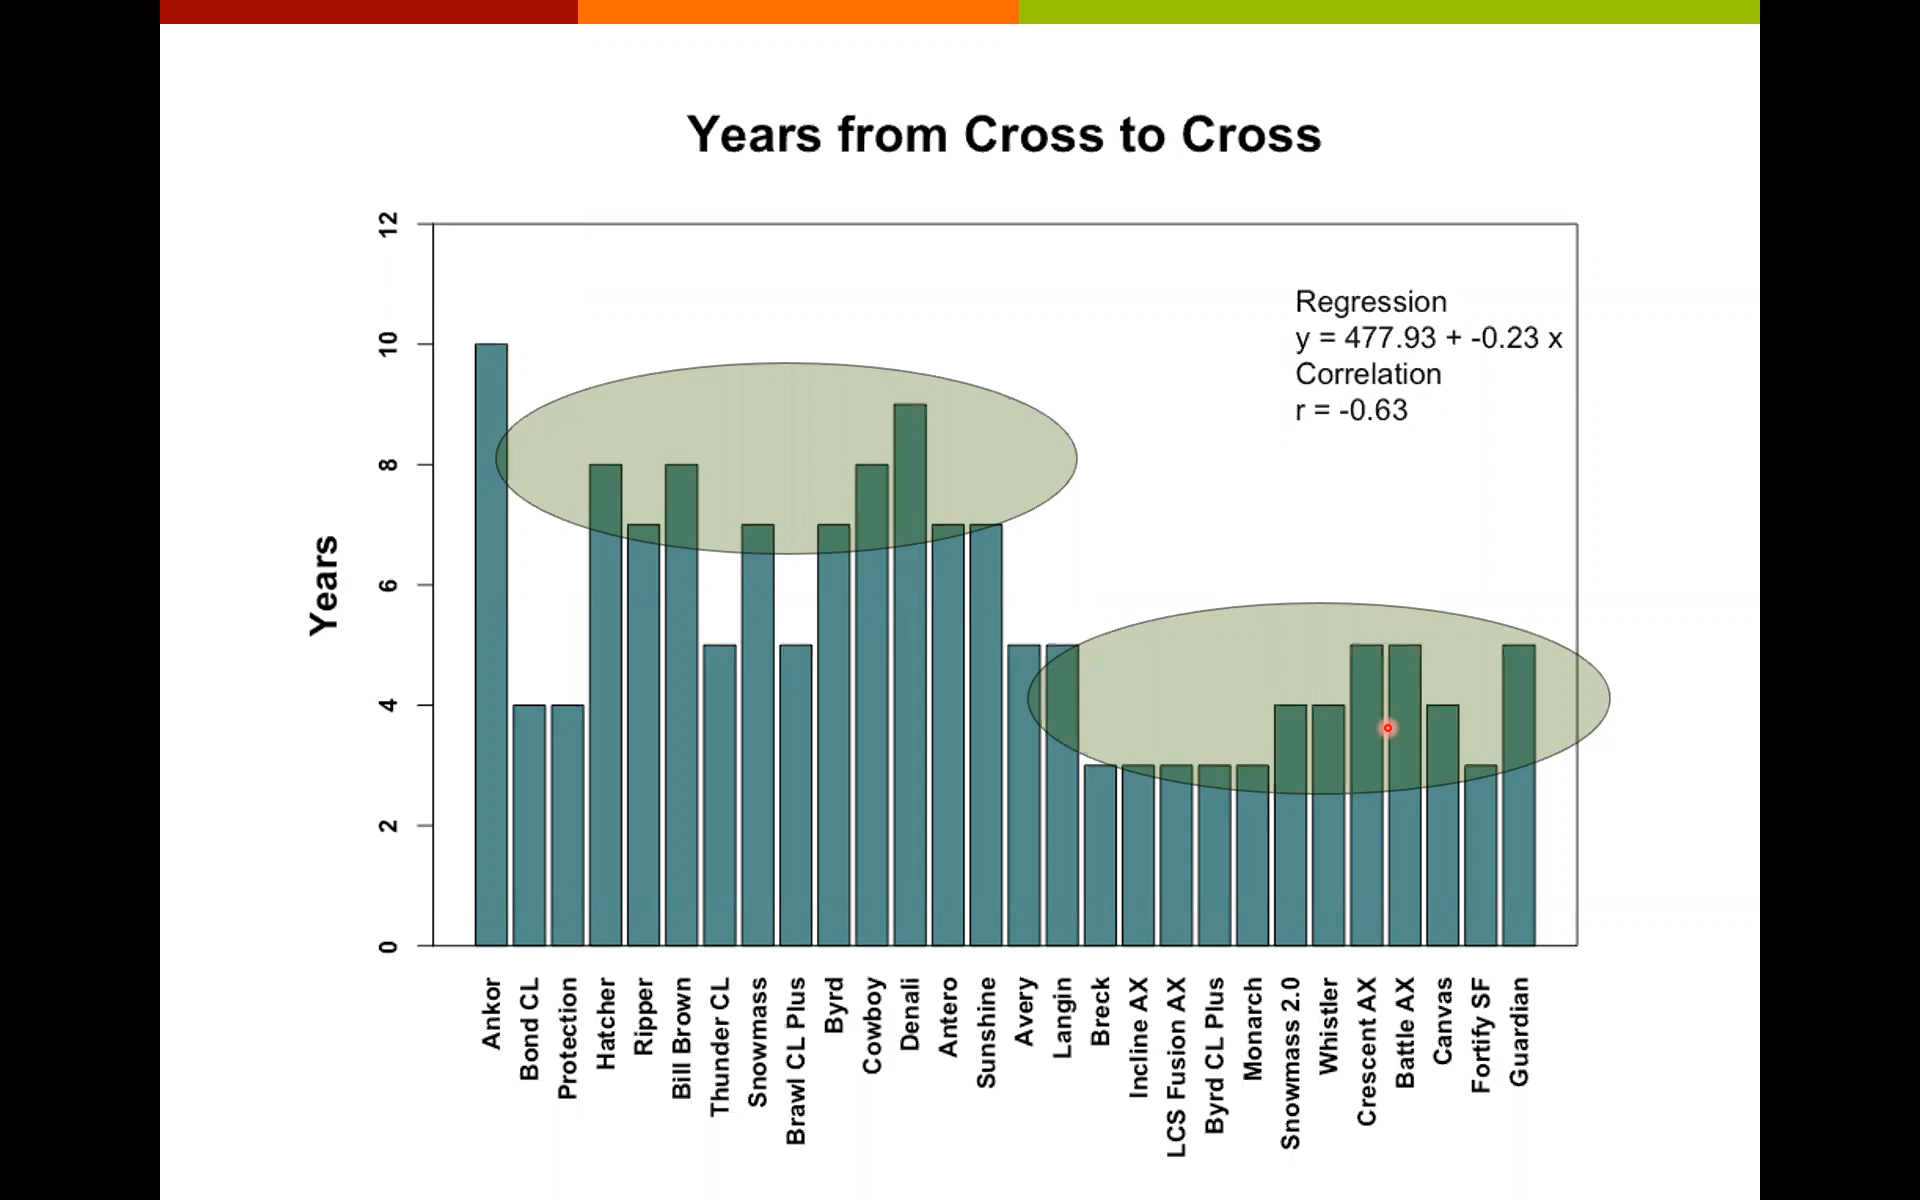 Years from Cross to Cross
12
10
8
6
4
2
0
Years
Regression
y = 477.93 + -0.23 x
Correlation
r = -0.63
Ankor
Bond CL
Protection
Hatcher
Ripper
Bill Brown
Thunder CL
Snowmass
Brawl CL Plus
Byrd
Cowboy
Denali
Antero
Sunshine
Avery
Langin
Breck
Incline AX
LCS Fusion AX
Byrd CL Plus
Monarch
Snowmass 2.0
Whistler
Crescent AX
Battle AX
Canvas
Fortify SF
Guardian